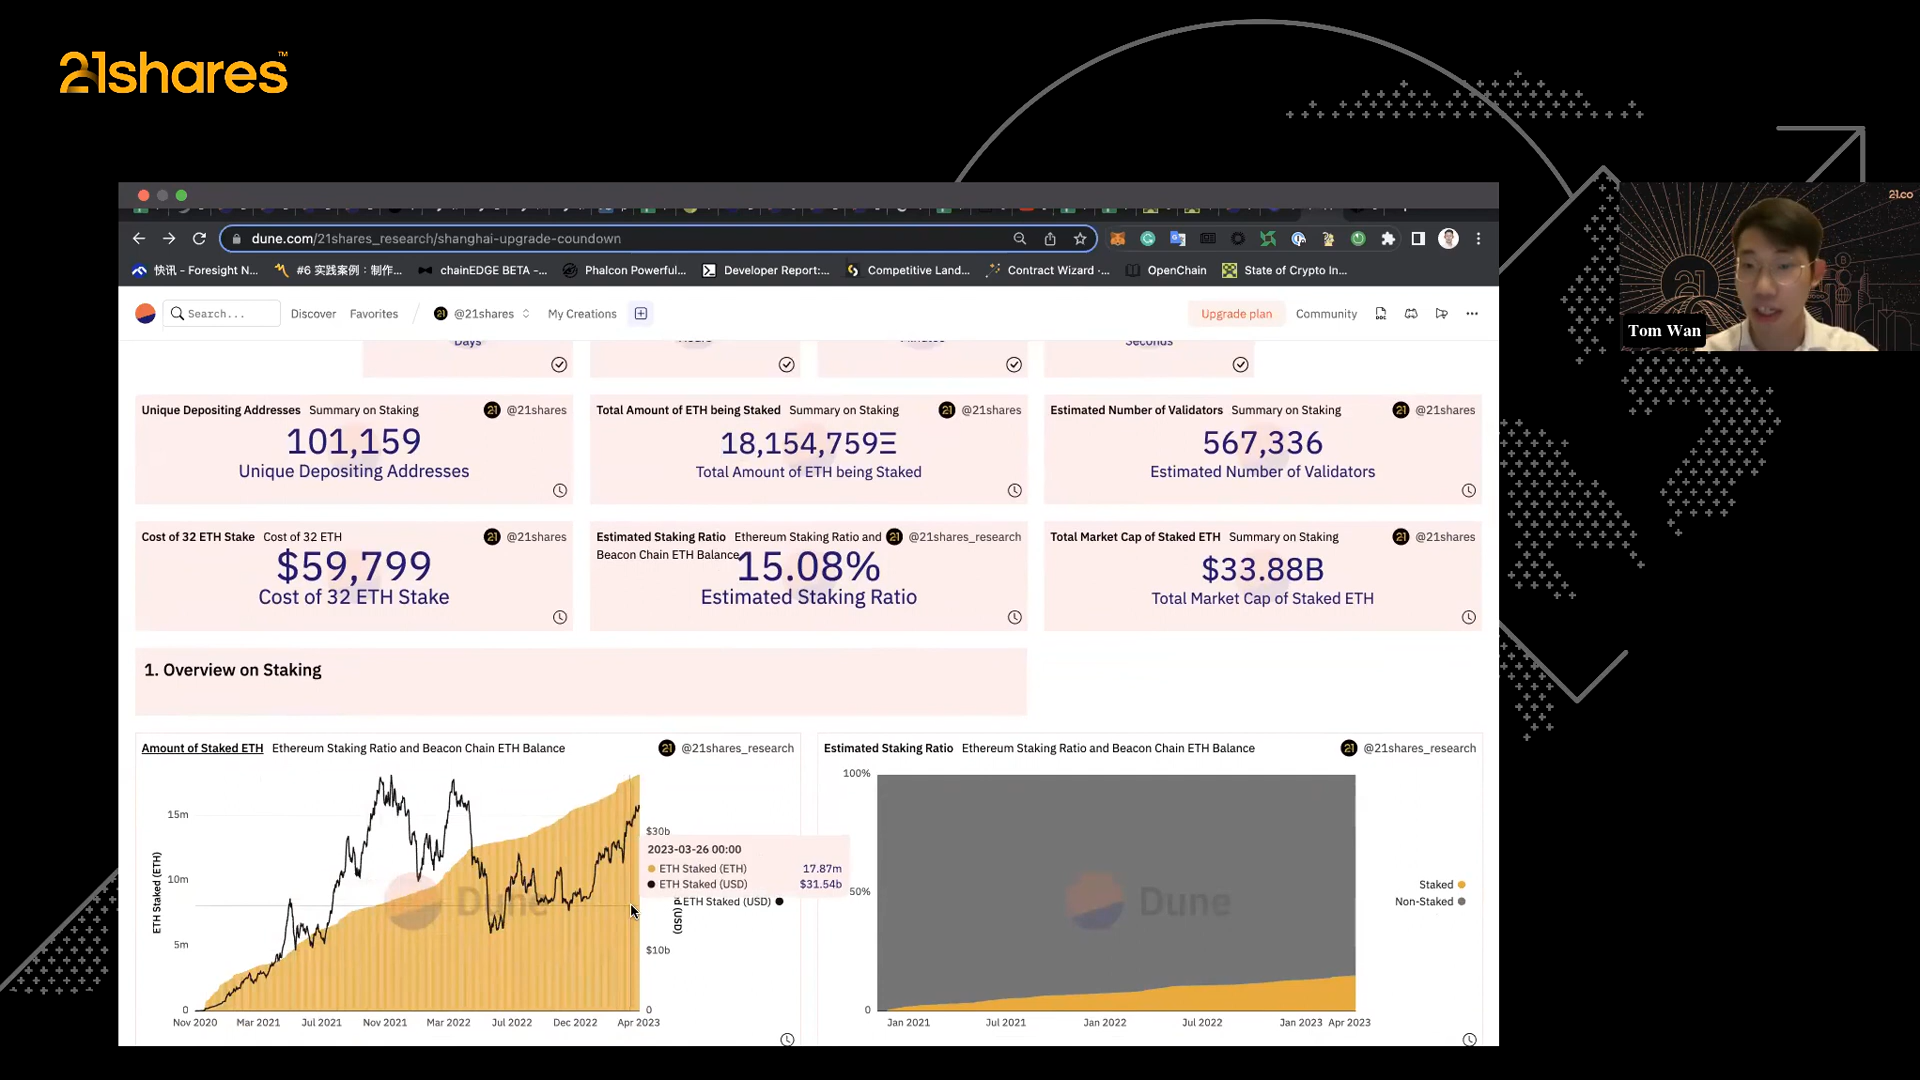 21shares™
21.co
Tom Wan
dune.com/21shares_research/shanghai-upgrade-coundown
快讯 - Foresight N...
#6 实践案例：制作...
chainEDGE BETA -...
Phalcon Powerful...
Developer Report:...
Competitive Land...
Contract Wizard -...
OpenChain
State of Crypto In...
Search...
Discover
Favorites
/
@21shares
My Creations
Upgrade plan
Community
Days
Minutes
Seconds
Unique Depositing Addresses Summary on Staking
@21shares
101,159
Unique Depositing Addresses
Total Amount of ETH being Staked Summary on Staking
@21shares
18,154,759Ξ
Total Amount of ETH being Staked
Estimated Number of Validators Summary on Staking
@21shares
567,336
Estimated Number of Validators
Cost of 32 ETH Stake Cost of 32 ETH
@21shares
$59,799
Cost of 32 ETH Stake
Estimated Staking Ratio Ethereum Staking Ratio and
Beacon Chain ETH Balance
@21shares_research
15.08%
Estimated Staking Ratio
Total Market Cap of Staked ETH Summary on Staking
@21shares
$33.88B
Total Market Cap of Staked ETH
1. Overview on Staking
Amount of Staked ETH Ethereum Staking Ratio and Beacon Chain ETH Balance
@21shares_research
ETH Staked (ETH)
15m
10m
5m
0
$30b
$10b
0
(USD)
2023-03-26 00:00
ETH Staked (ETH) 17.87m
ETH Staked (USD) $31.54b
ETH Staked (USD)
Dune
Nov 2020 Mar 2021 Jul 2021 Nov 2021 Mar 2022 Jul 2022 Dec 2022 Apr 2023
Estimated Staking Ratio Ethereum Staking Ratio and Beacon Chain ETH Balance
@21shares_research
100%
50%
0
Dune
Staked
Non-Staked
Jan 2021 Jul 2021 Jan 2022 Jul 2022 Jan 2023 Apr 2023